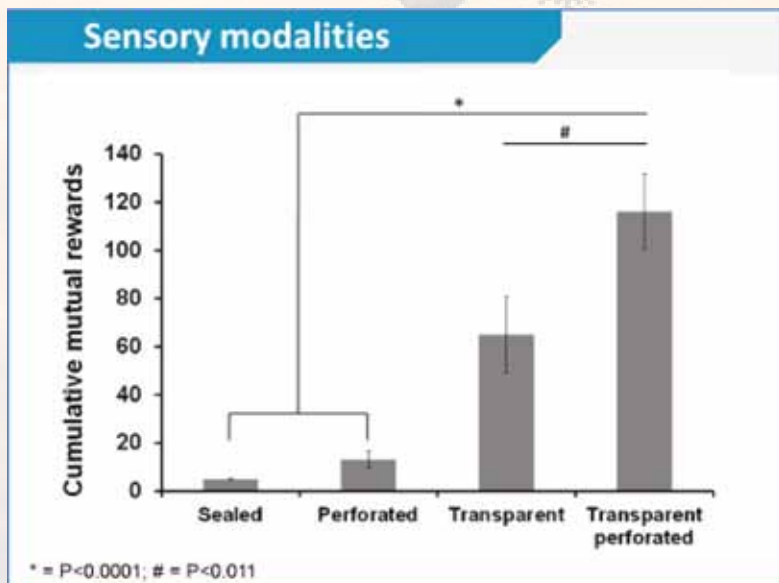 Sensory modalities
*
#
Cumulative mutual rewards
140
120
100
80
60
40
20
0
Sealed
Perforated
Transparent
Transparent
perforated
* = P<0.0001; # = P<0.011